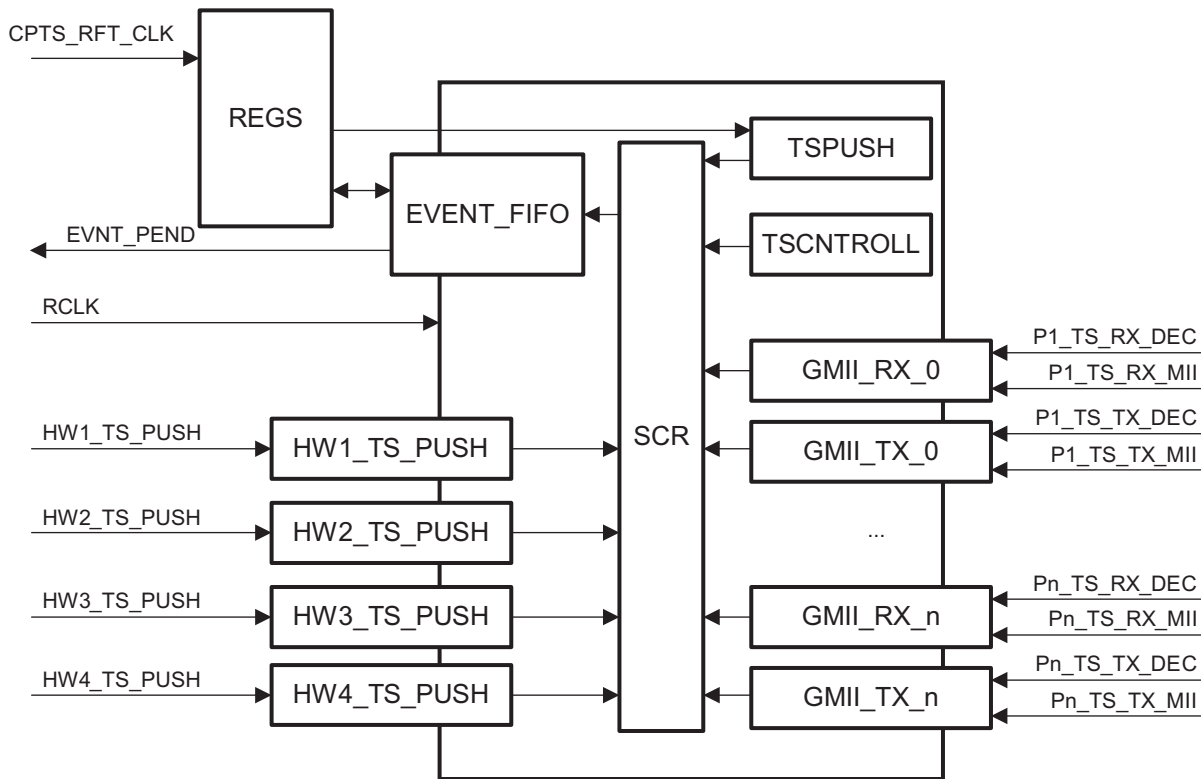 CPTS_RFT_CLK
REGS
TSPUSH
EVENT_FIFO
EVNT_PEND
TSCNTROLL
RCLK
P1_TS_RX_DEC
GMII_RX_0
P1_TS_RX_MII
HW1_TS_PUSH
HW1_TS_PUSH
SCR
P1_TS_TX_DEC
GMII_TX_0
P1_TS_TX_MII
HW2_TS_PUSH
HW2_TS_PUSH
...
HW3_TS_PUSH
HW3_TS_PUSH
Pn_TS_RX_DEC
GMII_RX_n
Pn_TS_RX_MII
HW4_TS_PUSH
HW4_TS_PUSH
Pn_TS_TX_DEC
GMII_TX_n
Pn_TS_TX_MII